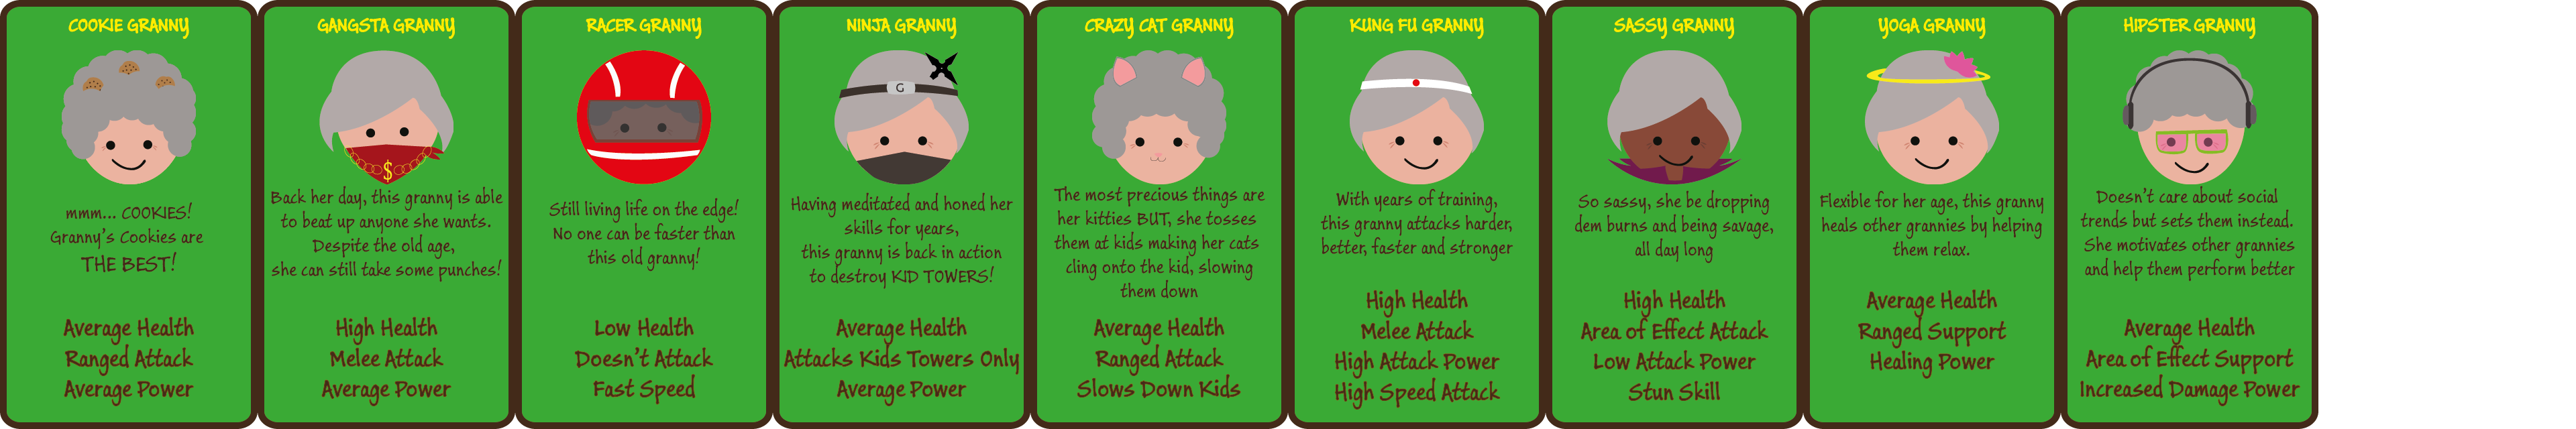 COOKIE GRANNY
mmm... COOKIES!
Granny's Cookies are
THE BEST!
Average Health
Ranged Attack
Average Power
GANGSTA GRANNY
$
Back her day, this granny is able
to beat up anyone she wants.
Despite the old age,
she can still take some punches!
High Health
Melee Attack
Average Power
RACER GRANNY
Still living life on the edge!
No one can be faster than
this old granny!
Low Health
Doesn't Attack
Fast Speed
NINJA GRANNY
G
Having meditated and honed her
skills for years,
this granny is back in action
to destroy KID TOWERS!
Average Health
Attacks Kids Towers Only
Average Power
CRAZY CAT GRANNY
The most precious things are
her kitties BUT, she tosses
them at kids making her cats
cling onto the kid, slowing
them down
Average Health
Ranged Attack
Slows Down Kids
KUNG FU GRANNY
With years of training,
this granny attacks harder,
better, faster and stronger
High Health
Melee Attack
High Attack Power
High Speed Attack
SASSY GRANNY
So sassy, she be dropping
dem burns and being savage,
all day long
High Health
Area of Effect Attack
Low Attack Power
Stun Skill
YOGA GRANNY
Flexible for her age, this granny
heals other grannies by helping
them relax.
Average Health
Ranged Support
Healing Power
HIPSTER GRANNY
Doesn't care about social
trends but sets them instead.
She motivates other grannies
and help them perform better
Average Health
Area of Effect Support
Increased Damage Power